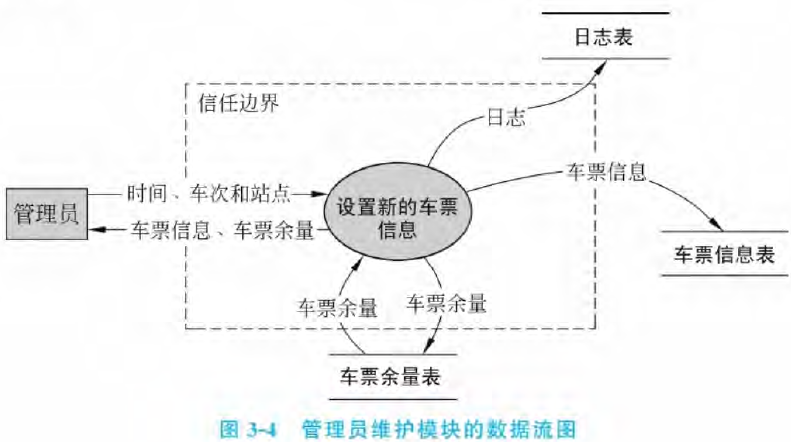 日志表
信任边界
日志
车票信息
时间、车次和站点
管理员
设置新的车票
信息
车票信息、车票余量
车票信息表
车票余量
车票余量
车票余量表
图 3-4 管理员维护模块的数据流图